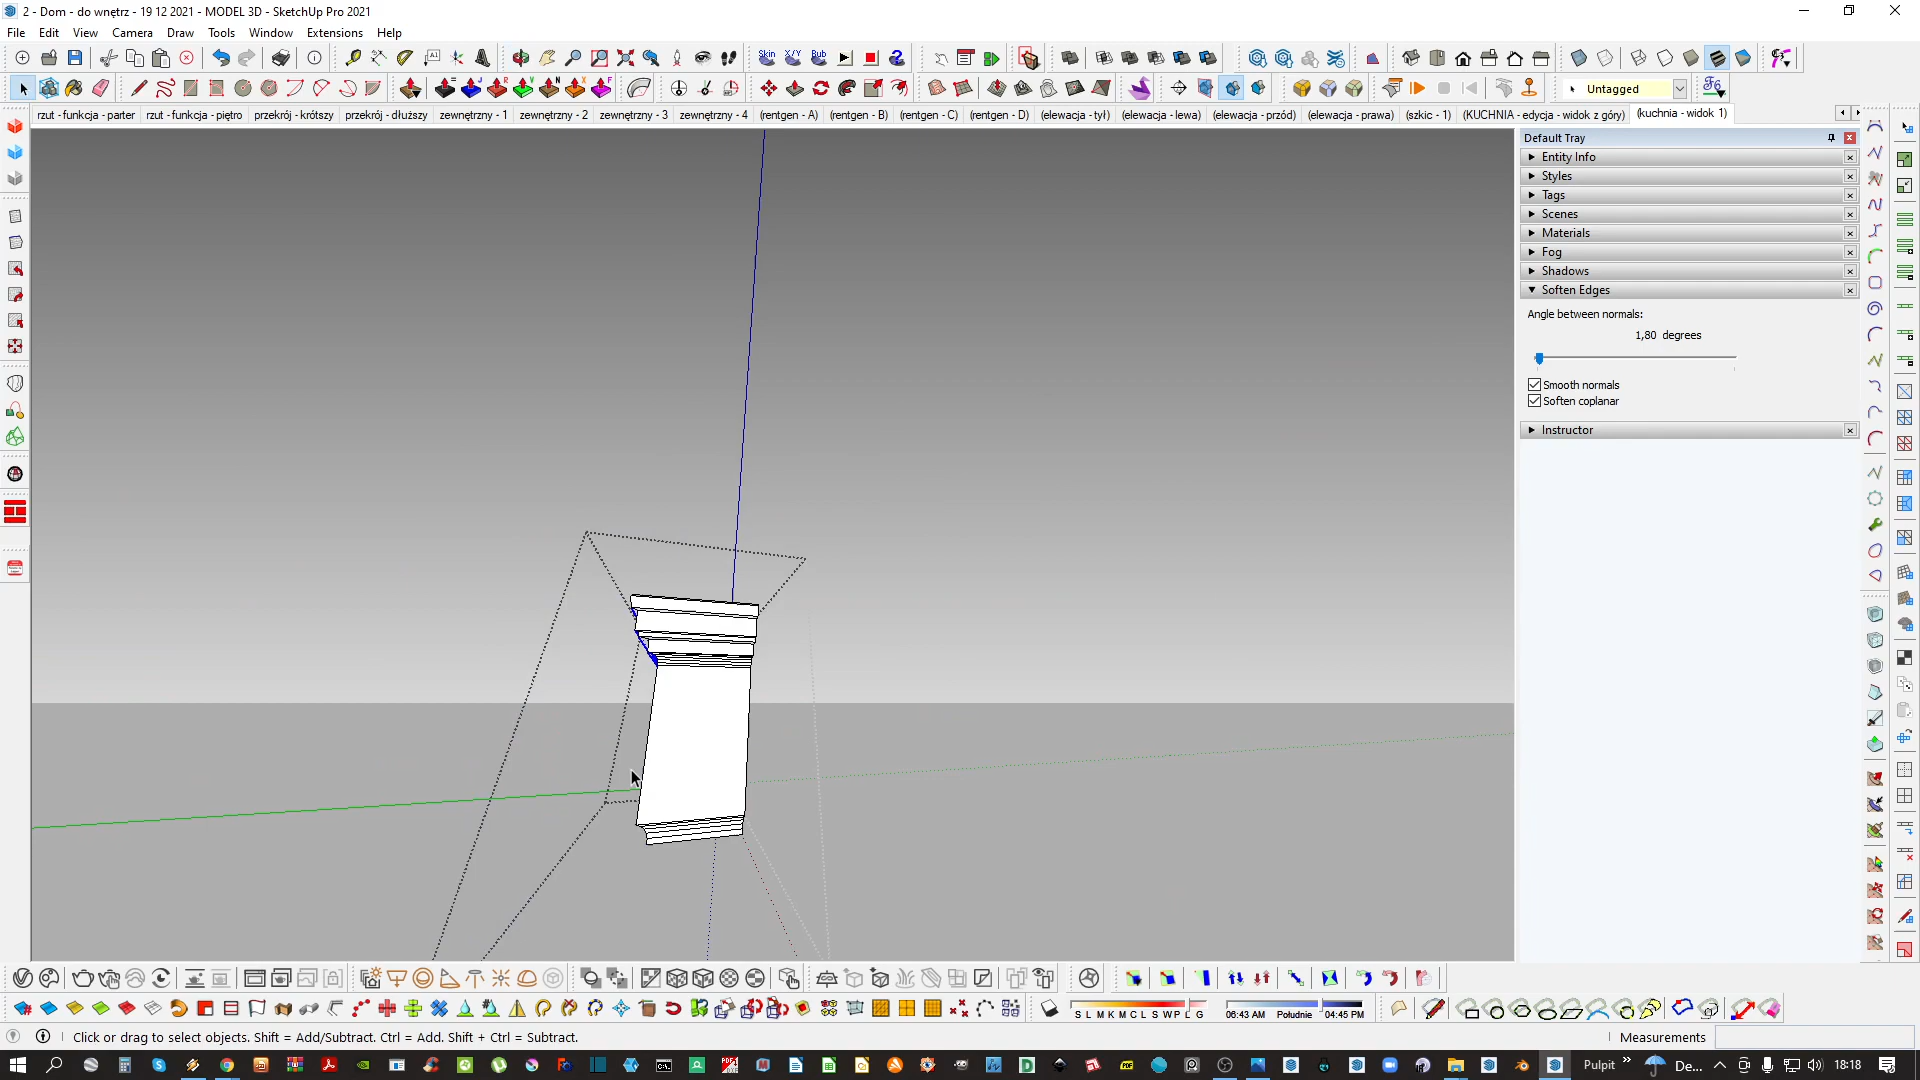 2 - Dom - do wnętrz - 19 12 2021 - MODEL 3D - SketchUp Pro 2021
File Edit View Camera Draw Tools Window Extensions Help
Skin X/Y Bub
Untagged
rzut -funkcja - parter rzut -funkcja - piętro przekrój - krótszy przekrój - dłuższy zewnętrzny - 1 zewnętrzny - 2 zewnętrzny - 3 zewnętrzny - 4 (rentgen - A) (rentgen - B) (rentgen - C) (rentgen - D) (elewacja - tył) (elewacja - lewa) (elewacja - przód) (elewacja - prawa) (szkic - 1) (KUCHNIA - edycja - widok z góry) (kuchnia - widok 1)
Default Tray
Entity Info
Styles
Tags
Scenes
Materials
Fog
Shadows
Soften Edges
Angle between normals:
1,80 degrees
Smooth normals
Soften coplanar
Instructor
06:43 AM Południe 04:45 PM
Click or drag to select objects. Shift = Add/Subtract. Ctrl = Add. Shift + Ctrl = Subtract.
Measurements
Pulpit » De... 18:18